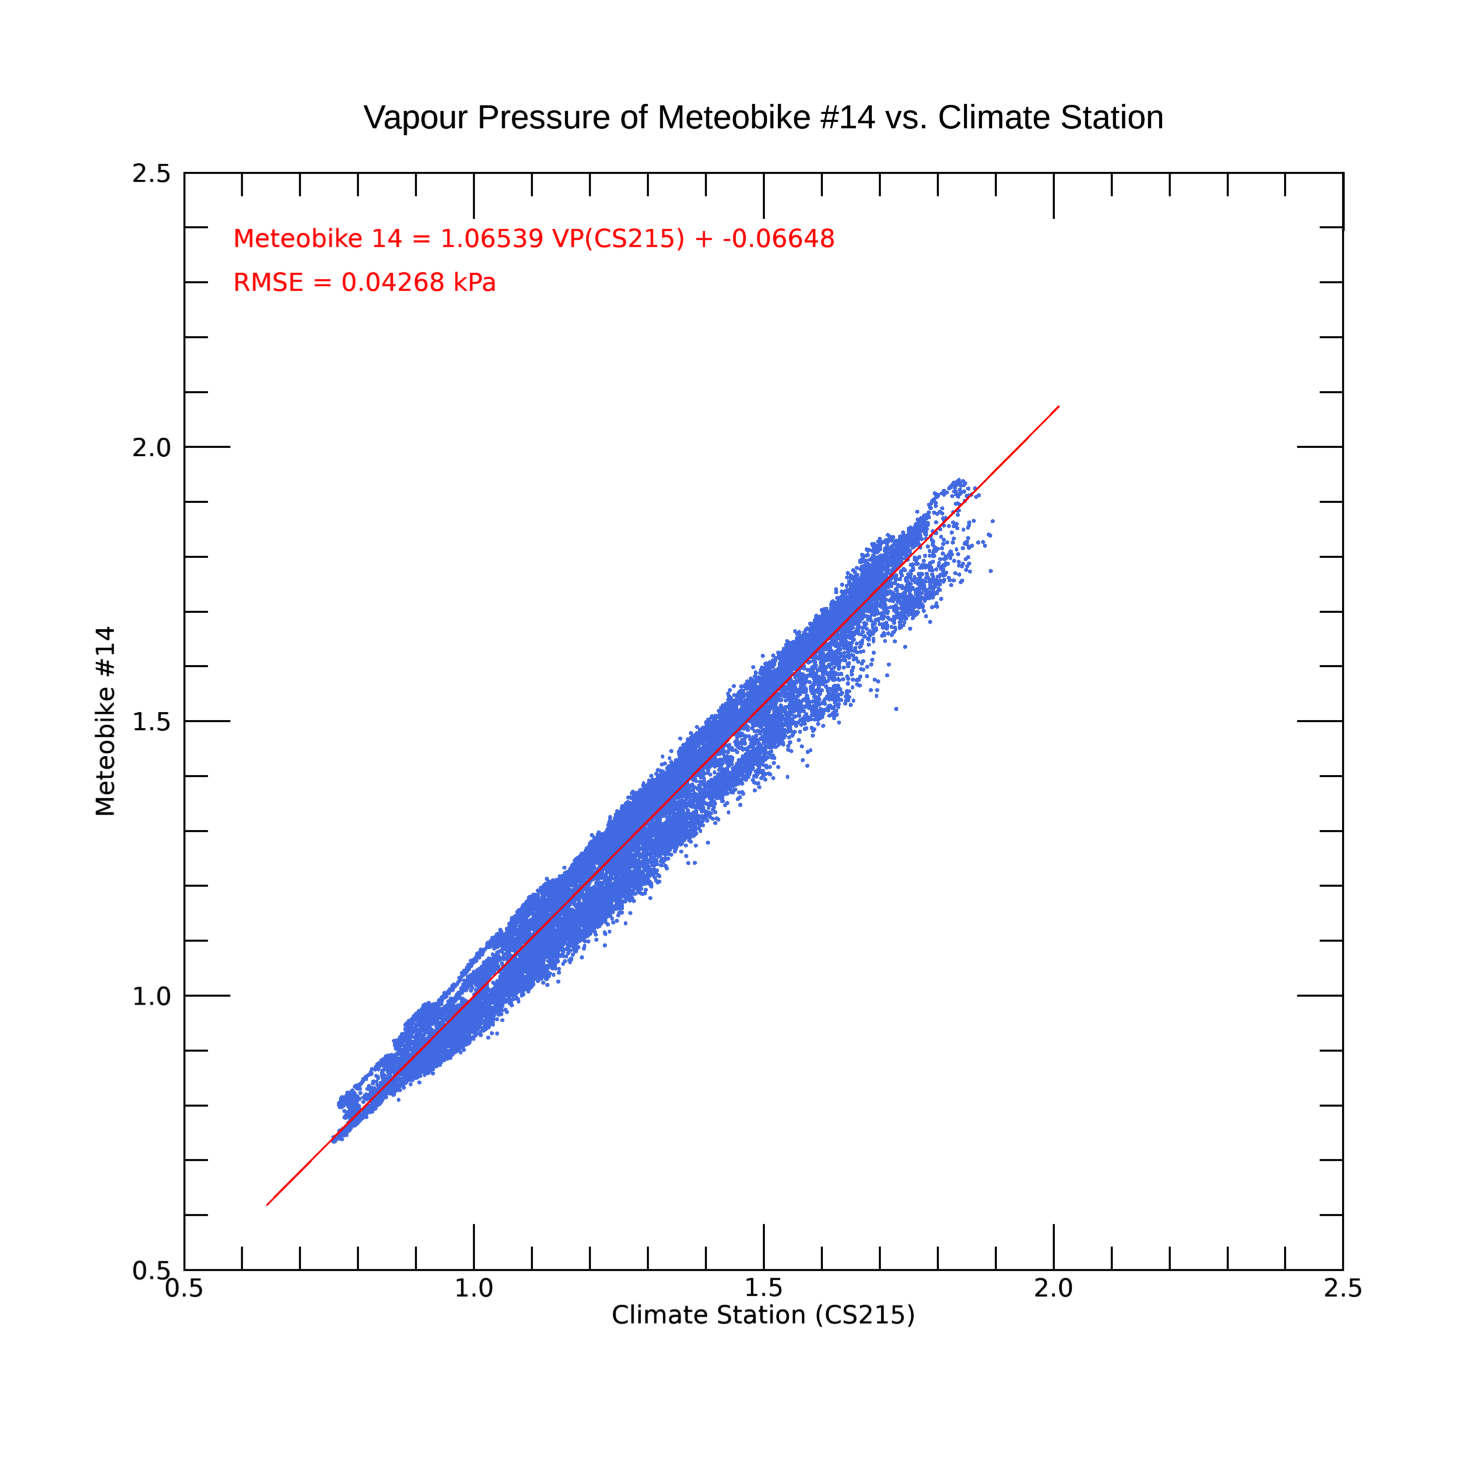 Vapour Pressure of Meteobike #14 vs. Climate Station
2.5
Meteobike 14 = 1.06539 VP(CS215) + -0.06648
RMSE = 0.04268 kPa
2.0
Meteobike #14
1.5
1.0
0.5
0.5 1.0 1.5 2.0 2.5
Climate Station (CS215)